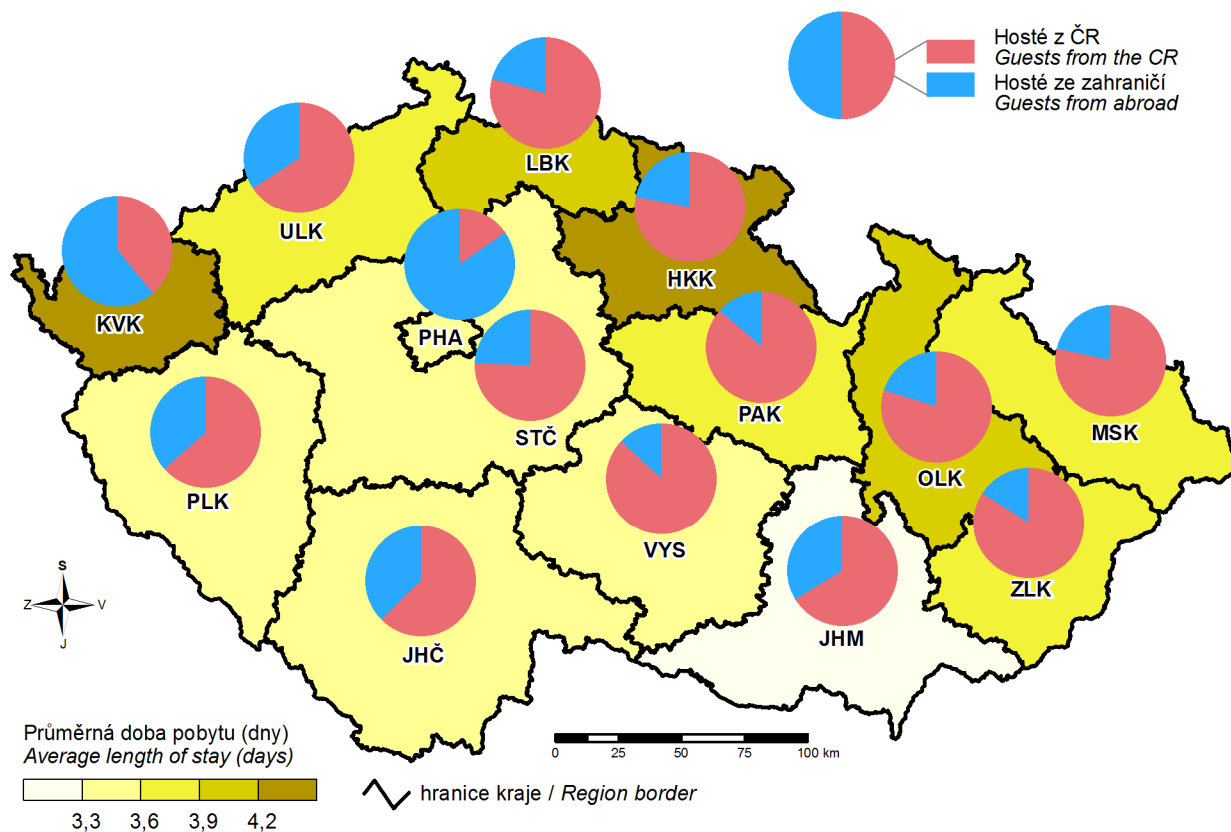 Hosté z ČR
Guests from the CR
Hosté ze zahraničí
Guests from abroad
LBK
ULK
HKK
KVK
PHA
PAK
STČ
MSK
OLK
PLK
VYS
ZLK
JHM
JHČ
S
Z V
J
Průměrná doba pobytu (dny)
Average length of stay (days)
3,3 3,6 3,9 4,2
hranice kraje / Region border
0 25 50 75 100 km